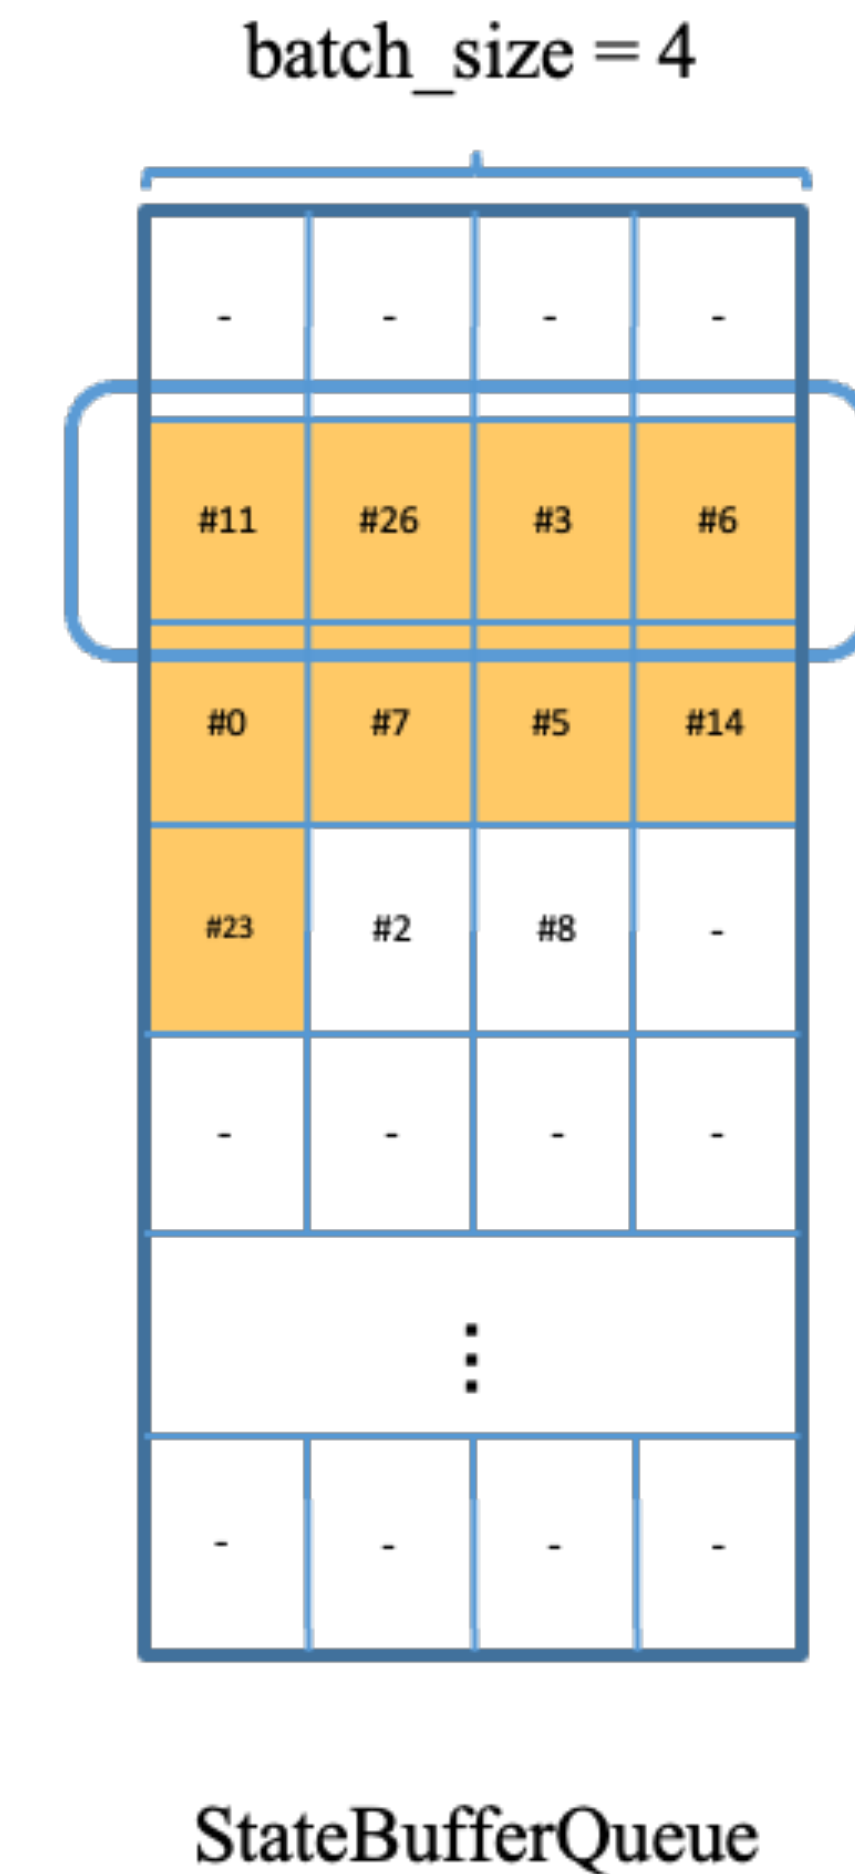 batch_size = 4
- - - -
#11 #26 #3 #6
#0 #7 #5 #14
#23 #2 #8 -
- - - -
⋮
- - - -
StateBufferQueue